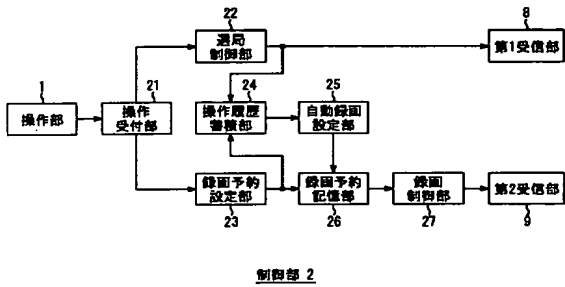 22
選局
制御部
8
第1受信部
1
操作部
21
操作
受付部
24
操作履歴
蓄積部
25
自動録画
設定部
録画予約
設定部
23
録画予約
記憶部
26
録画
制御部
27
第2受信部
9
制御部 2